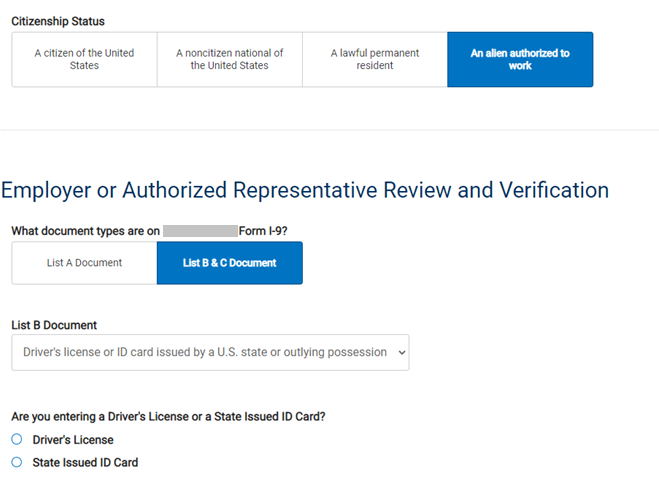 Citizenship Status
A citizen of the United
States
A noncitizen national of
the United States
A lawful permanent
resident
An alien authorized to
work
Employer or Authorized Representative Review and Verification
What document types are on Form I-9?
List A Document
List B & C Document
List B Document
Driver's license or ID card issued by a U.S. state or outlying possession
Are you entering a Driver's License or a State Issued ID Card?
Driver's License
State Issued ID Card